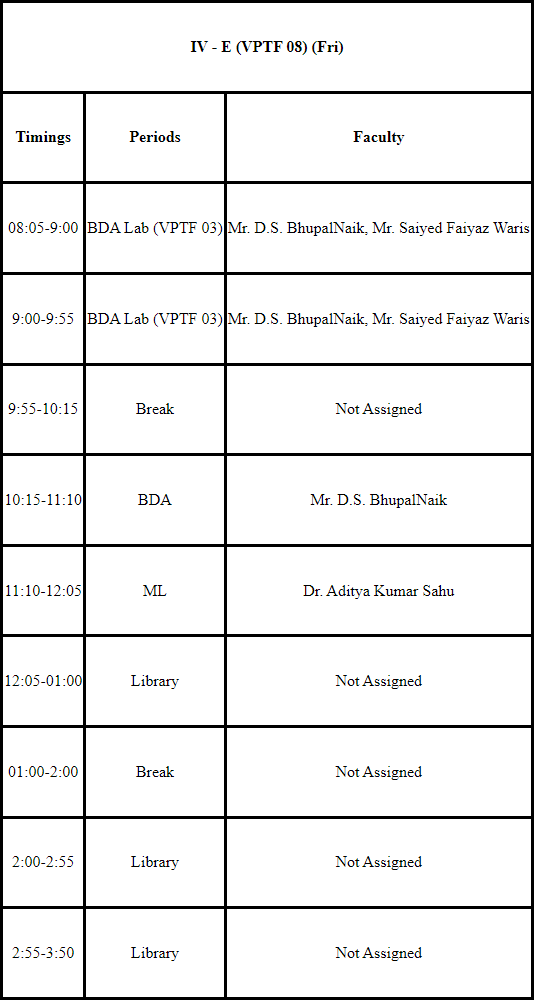 IV - E (VPTF 08) (Fri)
Timings Periods Faculty
08:05-9:00 BDA Lab (VPTF 03) Mr. D.S. BhupalNaik, Mr. Saiyed Faiyaz Waris
9:00-9:55 BDA Lab (VPTF 03) Mr. D.S. BhupalNaik, Mr. Saiyed Faiyaz Waris
9:55-10:15 Break Not Assigned
10:15-11:10 BDA Mr. D.S. BhupalNaik
11:10-12:05 ML Dr. Aditya Kumar Sahu
12:05-01:00 Library Not Assigned
01:00-2:00 Break Not Assigned
2:00-2:55 Library Not Assigned
2:55-3:50 Library Not Assigned